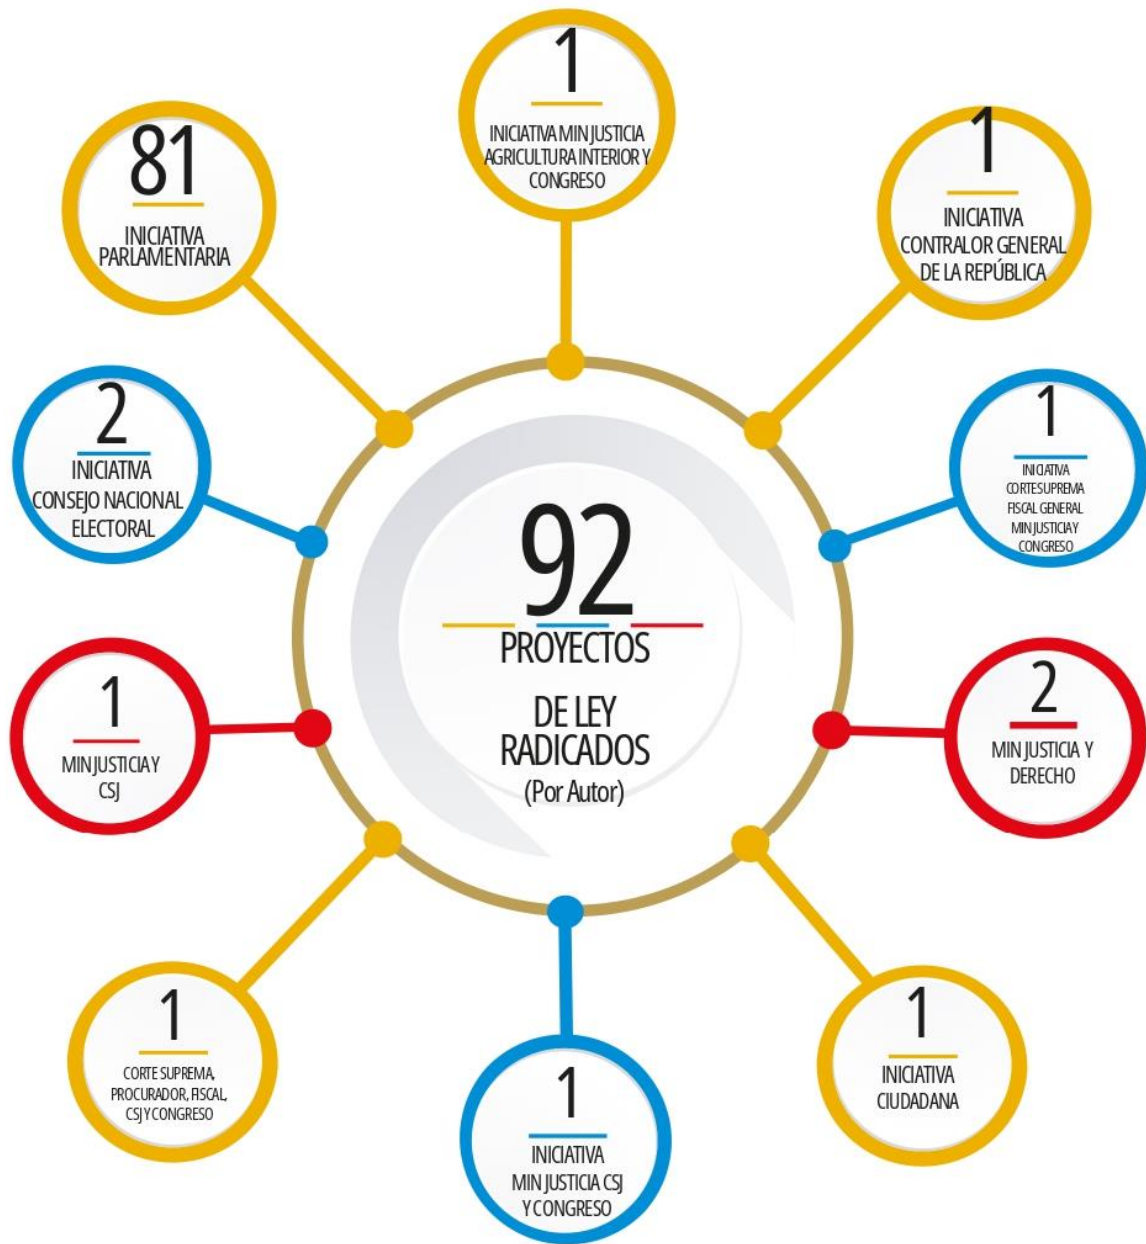 1
INICIATIVA MIN JUSTICIA
AGRICULTURA INTERIOR Y
CONGRESO
81
INICIATIVA
PARLAMENTARIA
1
INICIATIVA
CONTRALOR GENERAL
DE LA REPÚBLICA
2
INICIATIVA
CONSEJO NACIONAL
ELECTORAL
1
INICIATIVA
CORTE SUPREMA
FISCAL GENERAL
MIN JUSTICIA Y
CONGRESO
92
PROYECTOS
DE LEY
RADICADOS
(Por Autor)
1
MIN JUSTICIA Y
CSJ
2
MIN JUSTICIA Y
DERECHO
1
CORTE SUPREMA,
PROCURADOR, FISCAL,
CSJ Y CONGRESO
1
INICIATIVA
MIN JUSTICIA CSJ
Y CONGRESO
1
INICIATIVA
CIUDADANA